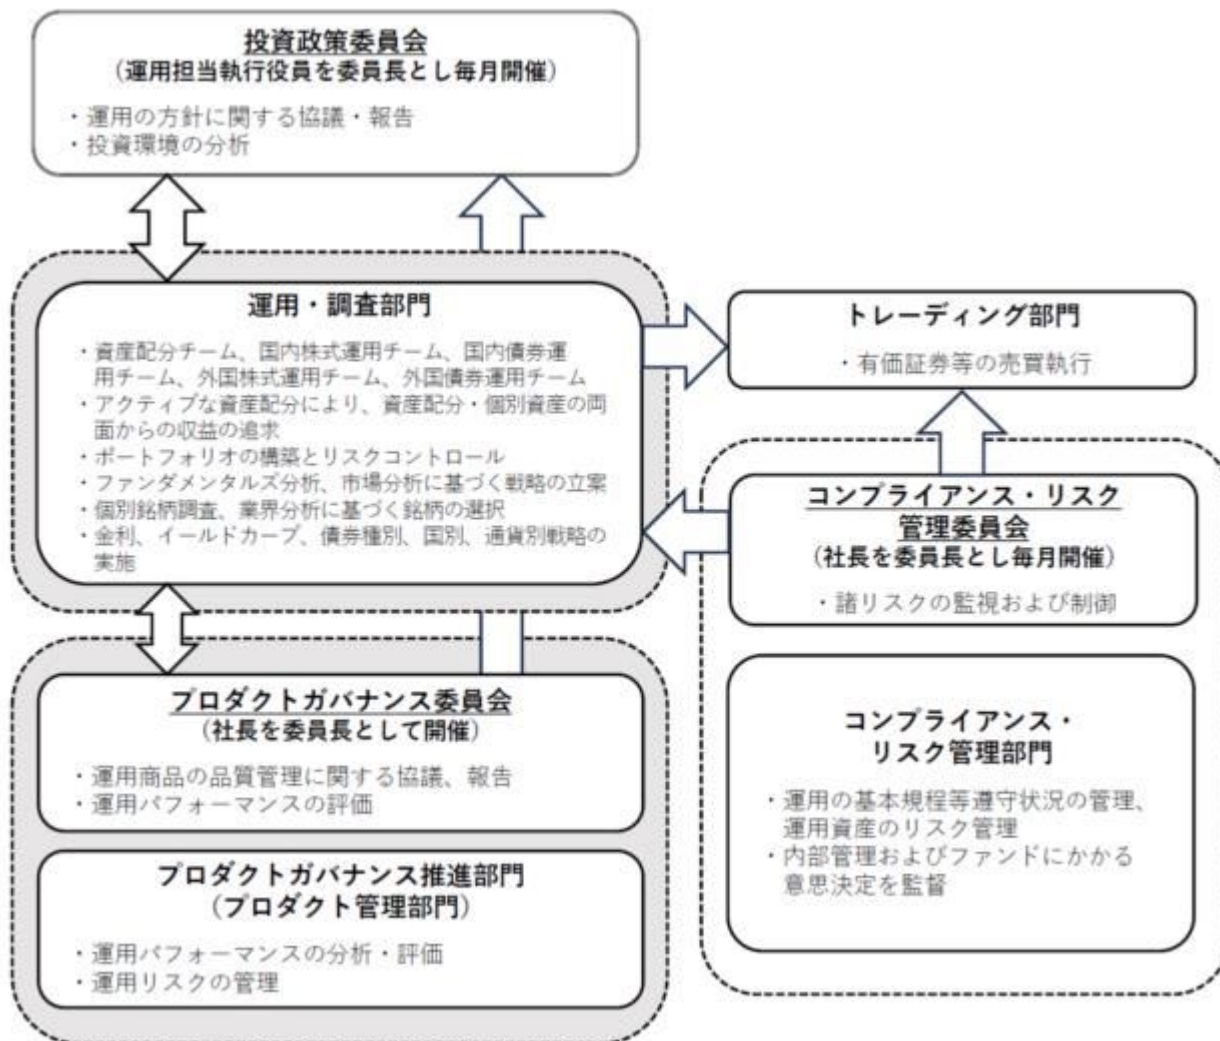 投資政策委員会
(運用担当執行役員を委員長とし毎月開催)
・運用の方針に関する協議・報告
・投資環境の分析
運用・調査部門
・資産配分チーム、国内株式運用チーム、国内債券運
用チーム、外国株式運用チーム、外国債券運用チーム
・アクティブな資産配分により、資産配分・個別資産の両
面からの収益の追求
・ポートフォリオの構築とリスクコントロール
・ファンダメンタルズ分析、市場分析に基づく戦略の立案
・個別銘柄調査、業界分析に基づく銘柄の選択
・金利、イールドカーブ、債券種別、国別、通貨別戦略の
実施
トレーディング部門
・有価証券等の売買執行
コンプライアンス・リスク
管理委員会
(社長を委員長とし毎月開催)
・諸リスクの監視および制御
プロダクトガバナンス委員会
(社長を委員長として開催)
・運用商品の品質管理に関する協議、報告
・運用パフォーマンスの評価
プロダクトガバナンス推進部門
(プロダクト管理部門)
・運用パフォーマンスの分析・評価
・運用リスクの管理
コンプライアンス・
リスク管理部門
・運用の基本規程等遵守状況の管理、
運用資産のリスク管理
・内部管理およびファンドにかかる
意思決定を監督